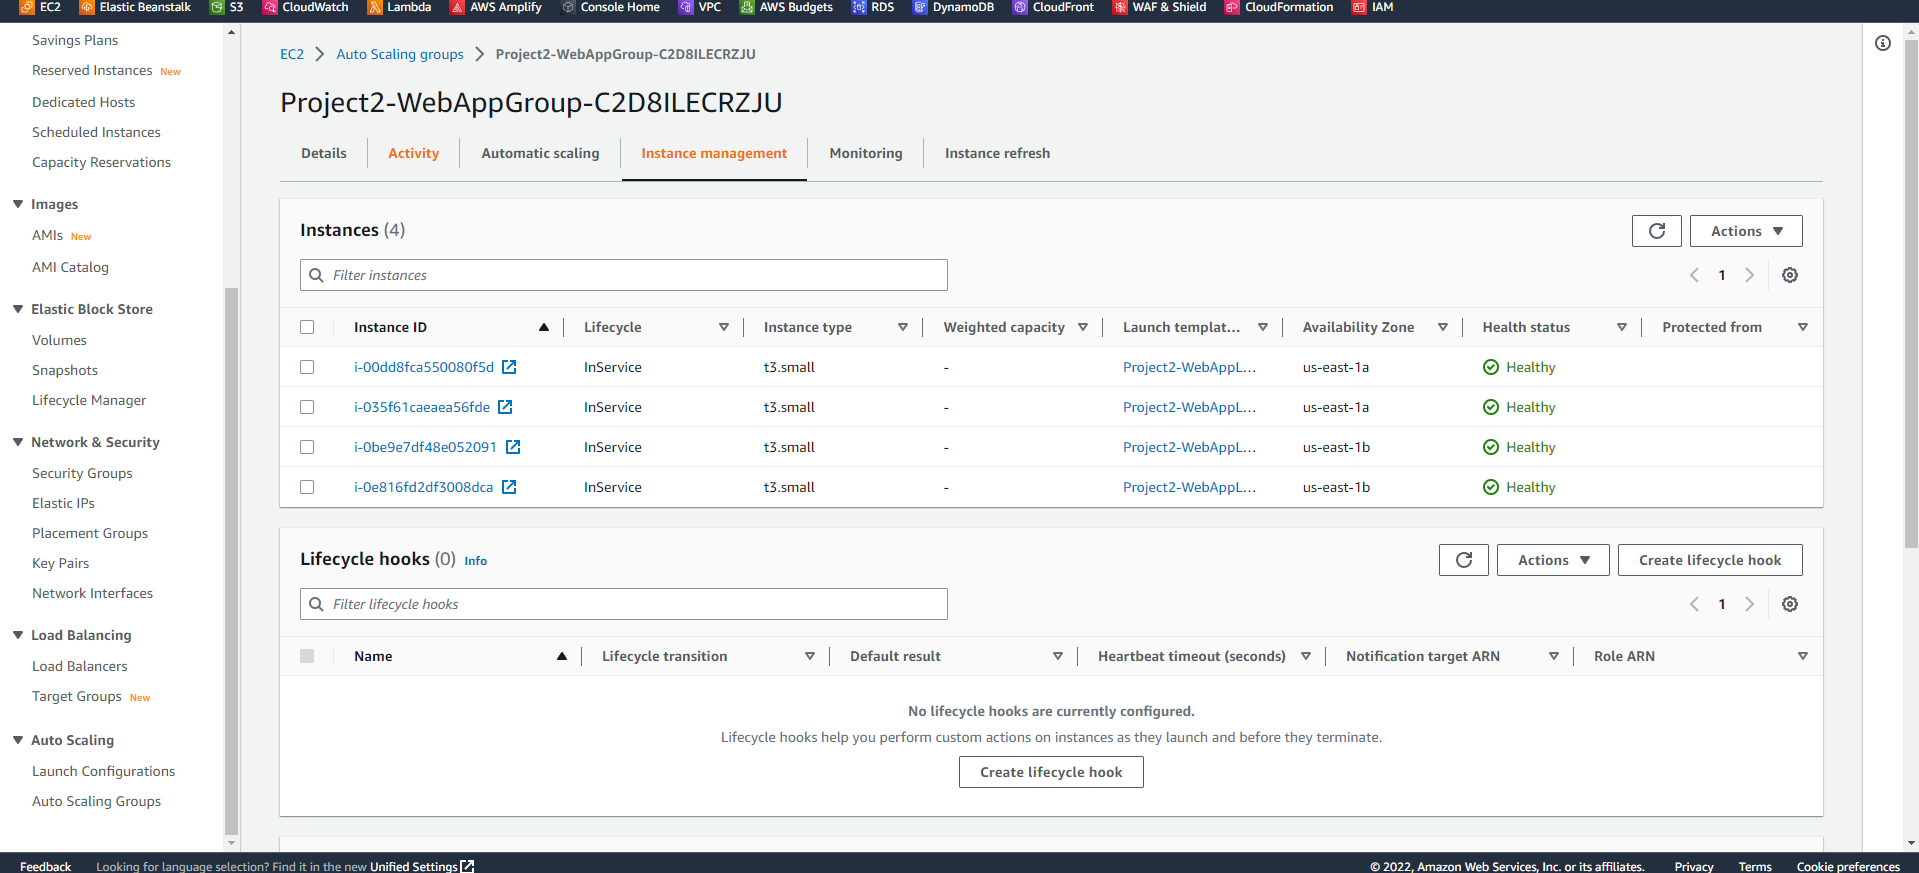 EC2 Elastic Beanstalk S3 CloudWatch Lambda AWS Amplify Console Home VPC AWS Budgets RDS DynamoDB CloudFront WAF & Shield CloudFormation IAM
Savings Plans
Reserved Instances New
Dedicated Hosts
Scheduled Instances
Capacity Reservations
Images
AMIs New
AMI Catalog
Elastic Block Store
Volumes
Snapshots
Lifecycle Manager
Network & Security
Security Groups
Elastic IPs
Placement Groups
Key Pairs
Network Interfaces
Load Balancing
Load Balancers
Target Groups New
Auto Scaling
Launch Configurations
Auto Scaling Groups
EC2 > Auto Scaling groups > Project2-WebAppGroup-C2D8ILECRZJU
Project2-WebAppGroup-C2D8ILECRZJU
Details Activity Automatic scaling Instance management Monitoring Instance refresh
Instances (4)
Actions
Filter instances
1
Instance ID Lifecycle Instance type Weighted capacity Launch templat... Availability Zone Health status Protected from
i-00dd8fca550080f5d InService t3.small - Project2-WebAppL... us-east-1a Healthy
i-035f61caeaea56fde InService t3.small - Project2-WebAppL... us-east-1a Healthy
i-0be9e7df48e052091 InService t3.small - Project2-WebAppL... us-east-1b Healthy
i-0e816fd2df3008dca InService t3.small - Project2-WebAppL... us-east-1b Healthy
Lifecycle hooks (0) Info
Actions Create lifecycle hook
Filter lifecycle hooks
1
Name Lifecycle transition Default result Heartbeat timeout (seconds) Notification target ARN Role ARN
No lifecycle hooks are currently configured.
Lifecycle hooks help you perform custom actions on instances as they launch and before they terminate.
Create lifecycle hook
Feedback Looking for language selection? Find it in the new Unified Settings © 2022, Amazon Web Services, Inc. or its affiliates. Privacy Terms Cookie preferences